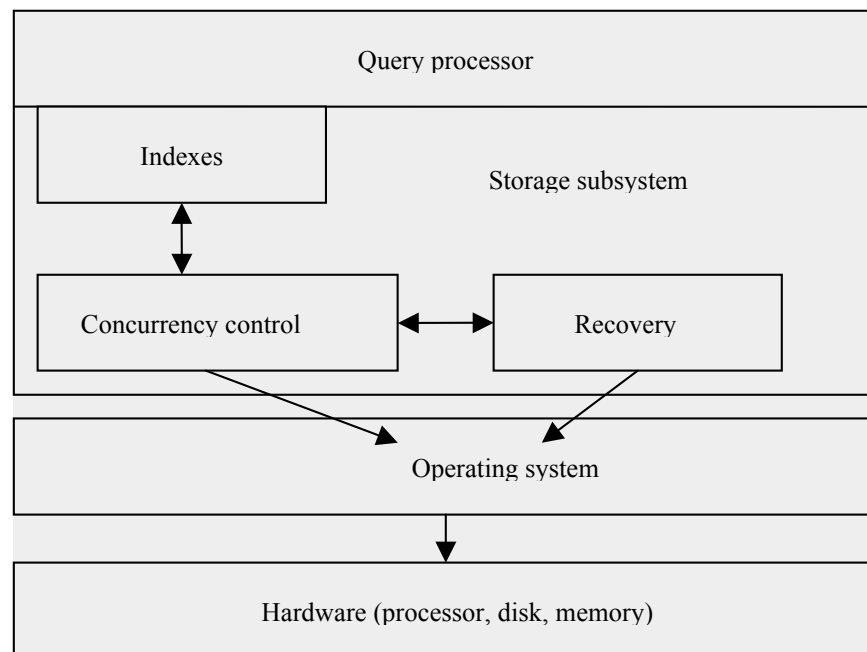 Query processor
Indexes
Storage subsystem
Concurrency control
Recovery
Operating system
Hardware (processor, disk, memory)